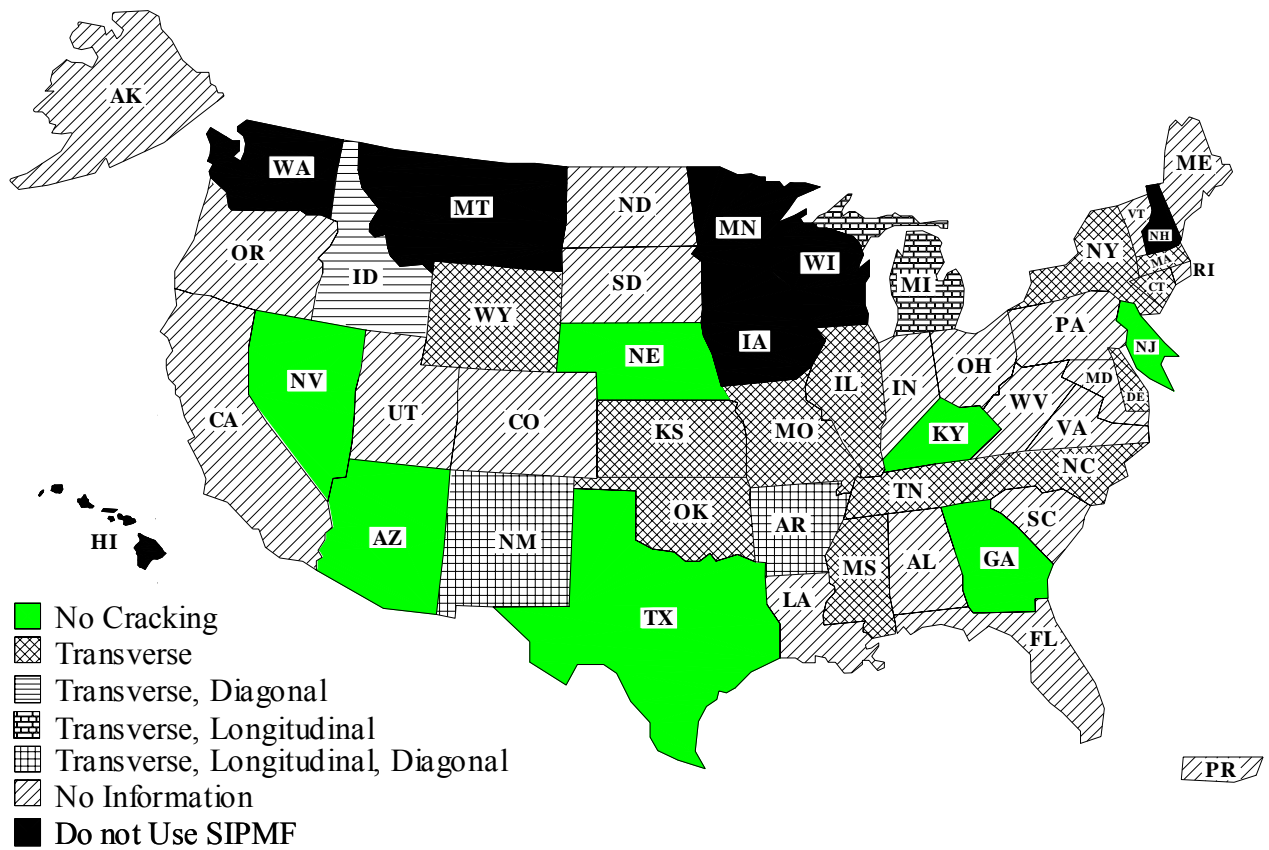 AK
WA
MT
ND
MN
ME
VT
NH
OR
ID
SD
WI
MI
NY
MA
RI
CT
WY
NE
IA
PA
NJ
NV
UT
CO
IL
IN
OH
MD
DE
WV
VA
CA
KS
MO
KY
NC
TN
OK
AR
SC
HI
AZ
NM
MS
AL
GA
LA
TX
FL
PR
No Cracking
Transverse
Transverse, Diagonal
Transverse, Longitudinal
Transverse, Longitudinal, Diagonal
No Information
Do not Use SIPMF